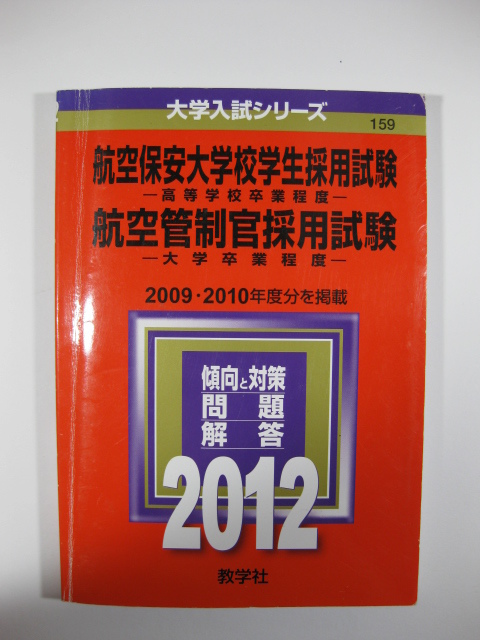 大学入試シリーズ
159
航空保安大学校学生採用試験
―高等学校卒業程度―
航空管制官採用試験
―大学卒業程度―
2009・2010年度分を掲載
傾向と対策
問題
解答
2012
教学社